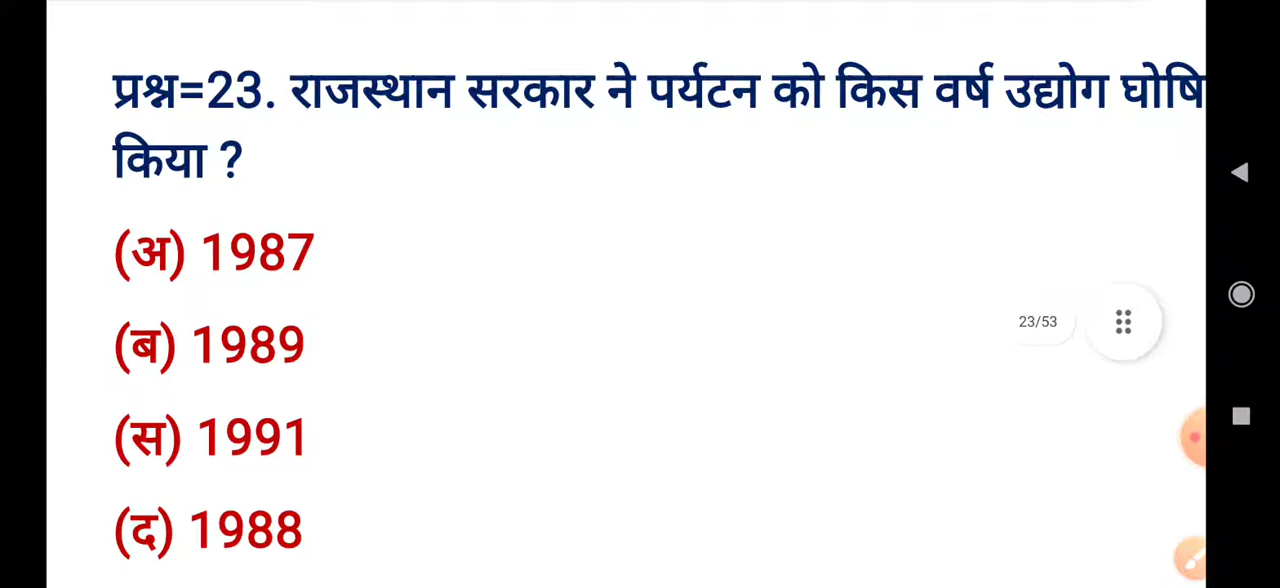 प्रश्न=23. राजस्थान सरकार ने पर्यटन को किस वर्ष उद्योग घोषि
किया ?
(अ) 1987
(ब) 1989
23/53
(स) 1991
(द) 1988